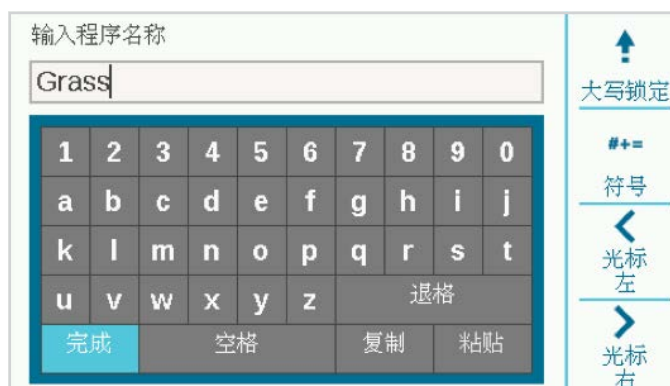 输入程序名称
Grass
1 2 3 4 5 6 7 8 9 0
a b c d e f g h i j
k l m n o p q r s t
u v w x y z 退格
完成 空格 复制 粘贴
大写锁定
#+=
符号
光标
左
光标
右